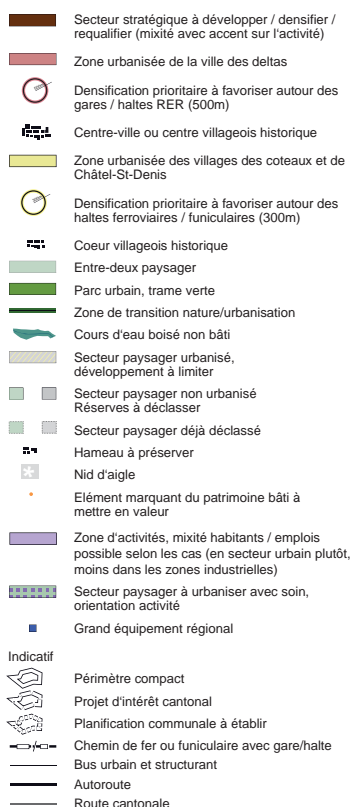 Secteur stratégique à développer / densifier /
requalifier (mixité avec accent sur l'activité)
Zone urbanisée de la ville des deltas
Densification prioritaire à favoriser autour des
gares / haltes RER (500m)
Centre-ville ou centre villageois historique
Zone urbanisée des villages des coteaux et de
Châtel-St-Denis
Densification prioritaire à favoriser autour des
haltes ferroviaires / funiculaires (300m)
Coeur villageois historique
Entre-deux paysager
Parc urbain, trame verte
Zone de transition nature/urbanisation
Cours d'eau boisé non bâti
Secteur paysager urbanisé,
développement à limiter
Secteur paysager non urbanisé
Réserves à déclasser
Secteur paysager déjà déclassé
Hameau à préserver
Nid d'aigle
Elément marquant du patrimoine bâti à
mettre en valeur
Zone d'activités, mixité habitants / emplois
possible selon les cas (en secteur urbain plutôt,
moins dans les zones industrielles)
Secteur paysager à urbaniser avec soin,
orientation activité
Grand équipement régional
Indicatif
Périmètre compact
Projet d'intérêt cantonal
Planification communale à établir
Chemin de fer ou funiculaire avec gare/halte
Bus urbain et structurant
Autoroute
Route cantonale